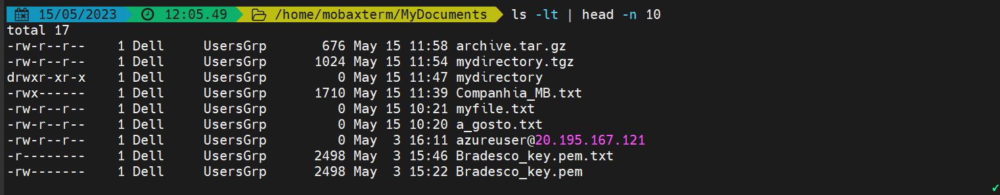 15/05/2023 12:05.49 /home/mobaxterm/MyDocuments ls -lt | head -n 10
total 17
-rw-r--r-- 1 Dell UsersGrp 676 May 15 11:58 archive.tar.gz
-rw-r--r-- 1 Dell UsersGrp 1024 May 15 11:54 mydirectory.tgz
drwxr-xr-x 1 Dell UsersGrp 0 May 15 11:47 mydirectory
-rwx------ 1 Dell UsersGrp 1710 May 15 11:39 Companhia_MB.txt
-rw-r--r-- 1 Dell UsersGrp 0 May 15 10:21 myfile.txt
-rw-r--r-- 1 Dell UsersGrp 0 May 15 10:20 a_gosto.txt
-rw-r--r-- 1 Dell UsersGrp 0 May 3 16:11 azureuser@20.195.167.121
-r-------- 1 Dell UsersGrp 2498 May 3 15:46 Bradesco_key.pem.txt
-rw------- 1 Dell UsersGrp 2498 May 3 15:22 Bradesco_key.pem